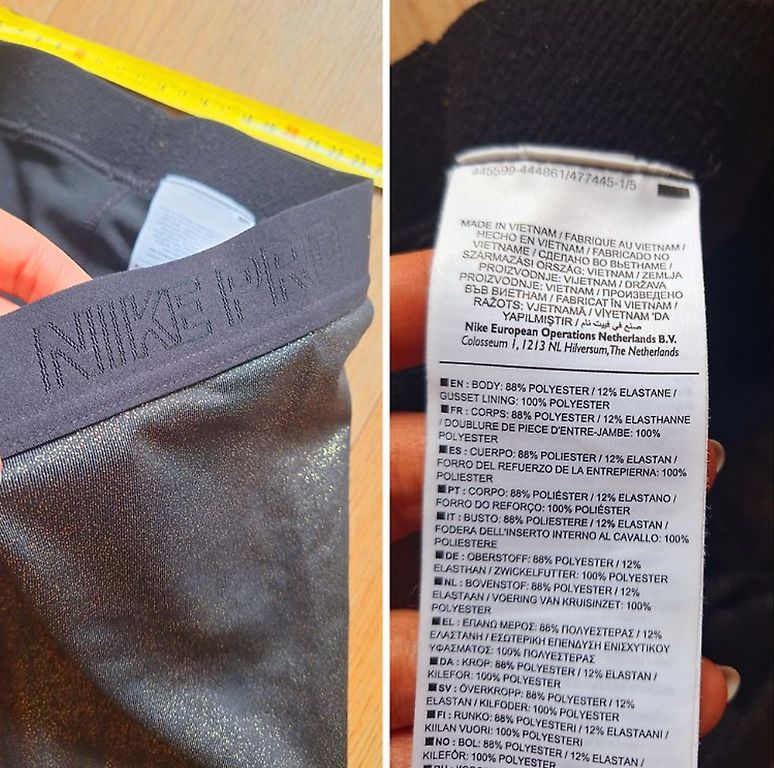 NIKE PRO
445599-444861/477445-1/5
MADE IN VIETNAM / FABRIQUE AU VIETNAM /
HECHO EN VIETNAM / FABRICADO NO
VIETNAME / СДЕЛАНО ВО ВЬЕТНАМЕ /
SZÁRMAZÁSI ORSZÁG: VIETNAM / ZEMLJA
PROIZVODNJE: VIJETNAM / DRŽAVA
PROIZVODNJE: VIETNAM / ПРОИЗВЕДЕНО
ВЪВ ВИЕТНАМ / FABRICAT ÎN VIETNAM /
RAŽOTS: VJETNAMĀ / VİYETNAM 'DA
YAPILMIŞTIR / صنع في فييت نام
Nike European Operations Netherlands B.V.
Colosseum 1, 1213 NL Hilversum, The Netherlands
EN : BODY: 88% POLYESTER / 12% ELASTANE /
GUSSET LINING: 100% POLYESTER
FR : CORPS: 88% POLYESTER / 12% ELASTHANNE
/ DOUBLURE DE PIECE D'ENTRE-JAMBE: 100%
POLYESTER
ES : CUERPO: 88% POLIESTER / 12% ELASTAN /
FORRO DEL REFUERZO DE LA ENTREPIERNA: 100%
POLIESTER
PT : CORPO: 88% POLIÉSTER / 12% ELASTANO /
FORRO DO REFORÇO: 100% POLIÉSTER
IT : BUSTO: 88% POLIESTERE / 12% ELASTAN /
FODERA DELL'INSERTO INTERNO AL CAVALLO: 100%
POLIESTERE
DE : OBERSTOFF: 88% POLYESTER / 12%
ELASTHAN / ZWICKELFUTTER: 100% POLYESTER
NL : BOVENSTOF: 88% POLYESTER / 12%
ELASTAAN / VOERING VAN KRUISINZET: 100%
POLYESTER
EL : ΕΠΑΝΩ ΜΕΡΟΣ: 88% ΠΟΛΥΕΣΤΕΡΑΣ / 12%
ΕΛΑΣΤΑΝΗ / ΕΣΩΤΕΡΙΚΗ ΕΠΕΝΔΥΣΗ ΕΝΙΣΧΥΤΙΚΟΥ
ΥΦΑΣΜΑΤΟΣ: 100% ΠΟΛΥΕΣΤΕΡΑΣ
DA : KROP: 88% POLYESTER / 12% ELASTAN /
KILEFOR: 100% POLYESTER
SV : ÖVERKROPP: 88% POLYESTER / 12%
ELASTAN / KILFODER: 100% POLYESTER
FI : RUNKO: 88% POLYESTERI / 12% ELASTAANI /
KIILAN VUORI: 100% POLYESTERI
NO : BOL: 88% POLYESTER / 12% ELASTAN /
KILEFOR: 100% POLYESTER